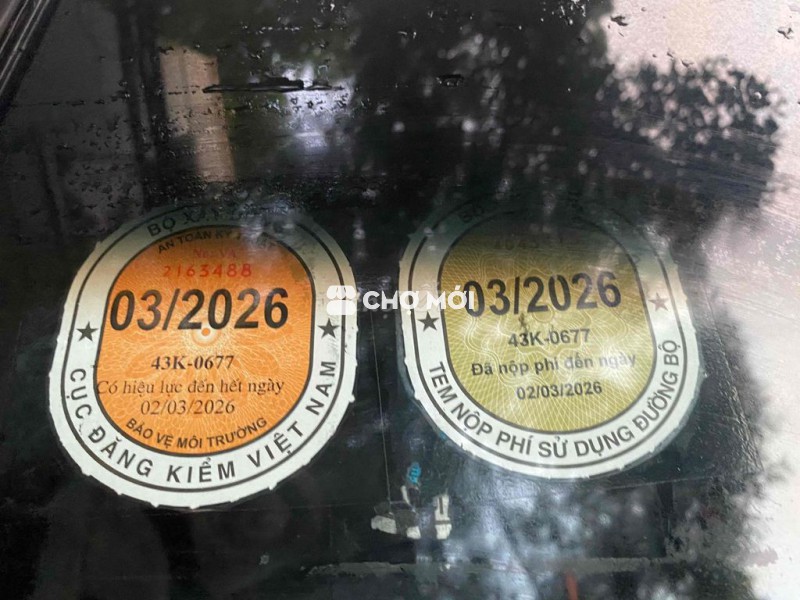 AN TOÀN KỸ THUẬT
2163488
03/2026
43K-0677
Có hiệu lực đến hết ngày
02/03/2026
BẢO VỆ MÔI TRƯỜNG
CỤC ĐĂNG KIỂM VIỆT NAM
CHỢ MỚI
03/2026
43K-0677
Đã nộp phí đến ngày
02/03/2026
TEM NỘP PHÍ SỬ DỤNG ĐƯỜNG BỘ